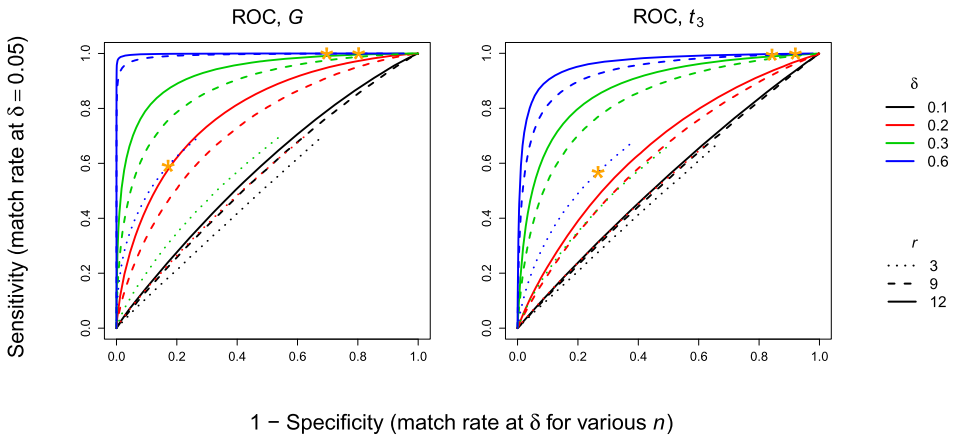 ROC, G
ROC, t3
Sensitivity (match rate at δ = 0.05)
1.0
0.8
0.6
0.4
0.2
0.0
0.0 0.2 0.4 0.6 0.8 1.0
1.0
0.8
0.6
0.4
0.2
0.0
0.0 0.2 0.4 0.6 0.8 1.0
δ
0.1
0.2
0.3
0.6
r
3
9
12
1 − Specificity (match rate at δ for various n)